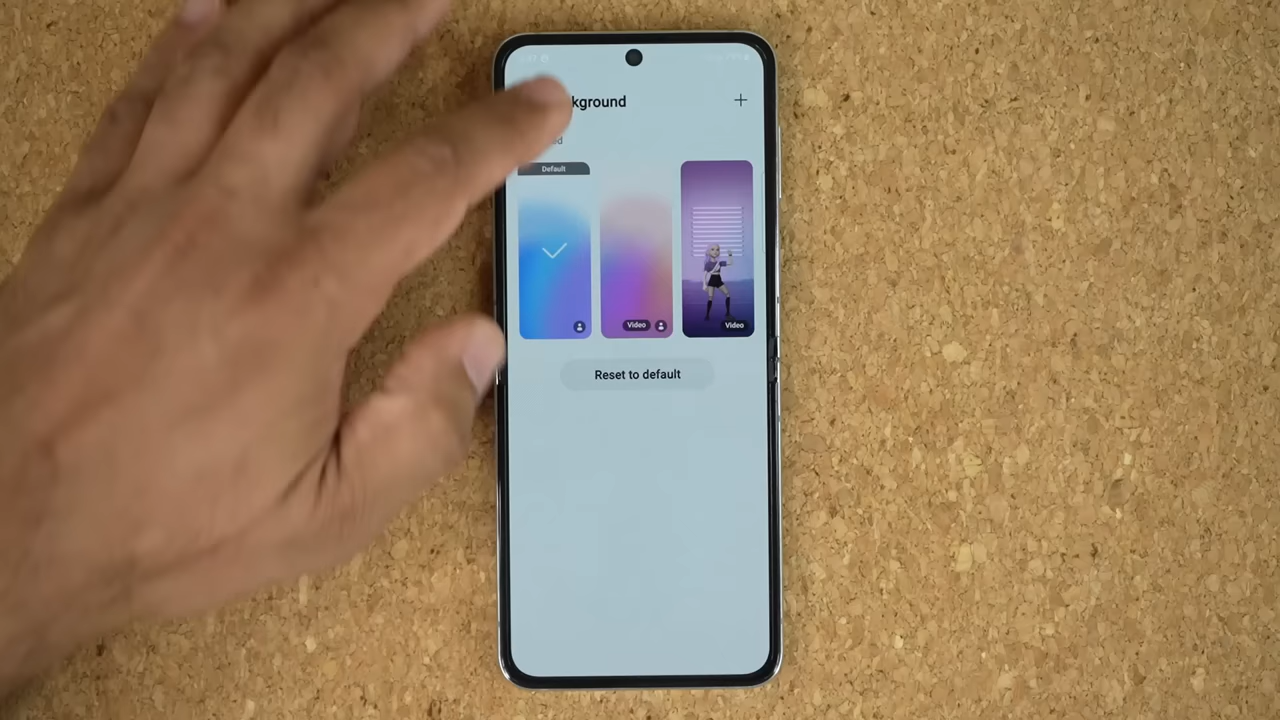 kground
Default
Video
Video
Reset to default